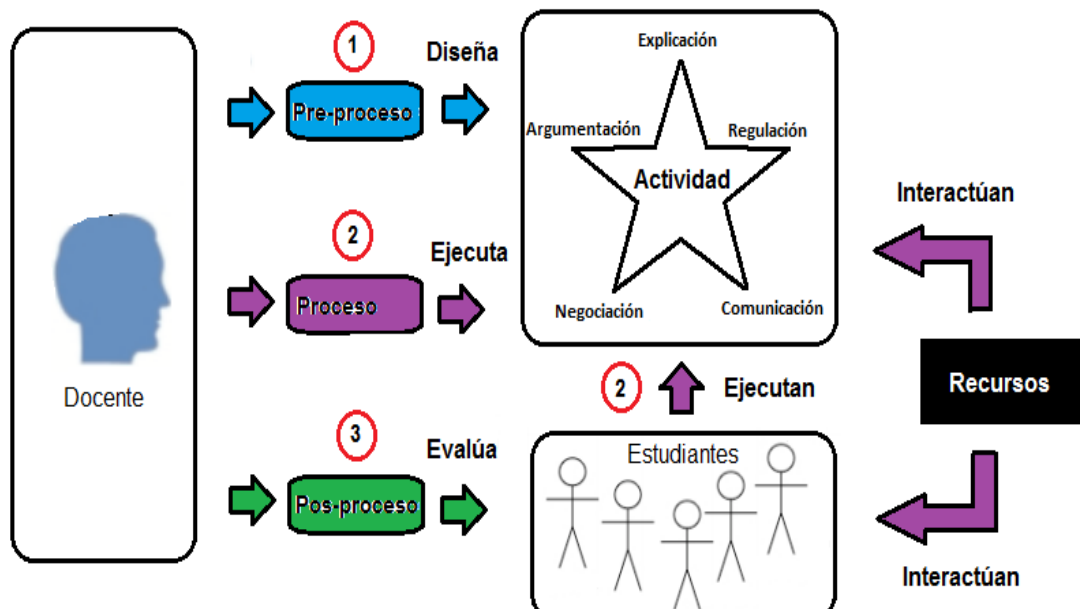 1
Diseña
Pre-proceso
Explicación
Argumentación
Regulación
Actividad
Negociación
Comunicación
2
Ejecuta
Proceso
Docente
Interactúan
Recursos
2
Ejecutan
3
Evalúa
Pos-proceso
Estudiantes
Interactúan